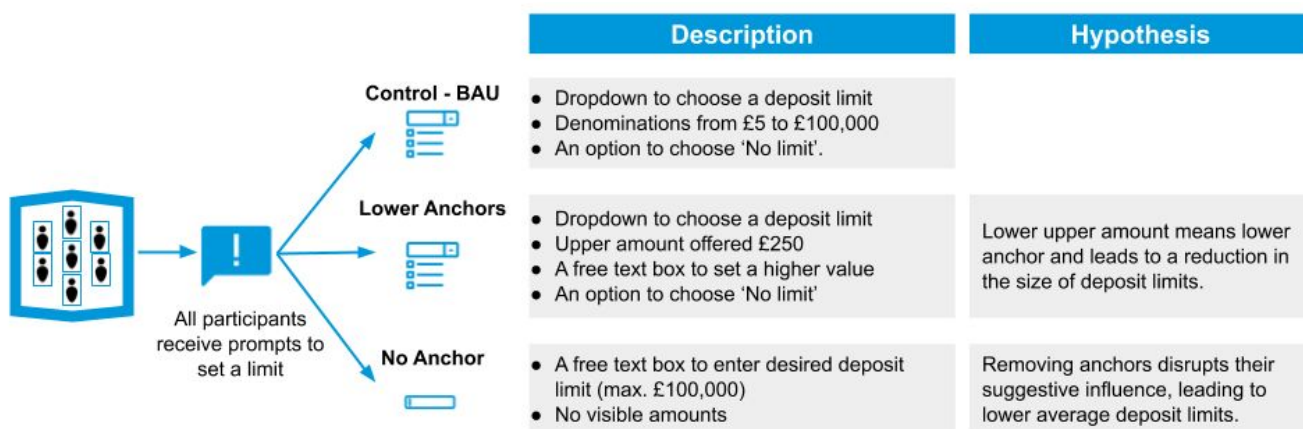 Description
Hypothesis
Control - BAU
● Dropdown to choose a deposit limit
● Denominations from £5 to £100,000
● An option to choose ‘No limit’.
Lower Anchors
● Dropdown to choose a deposit limit
● Upper amount offered £250
● A free text box to set a higher value
● An option to choose ‘No limit’
Lower upper amount means lower
anchor and leads to a reduction in
the size of deposit limits.
!
All participants
receive prompts to
set a limit
No Anchor
● A free text box to enter desired deposit
limit (max. £100,000)
● No visible amounts
Removing anchors disrupts their
suggestive influence, leading to
lower average deposit limits.